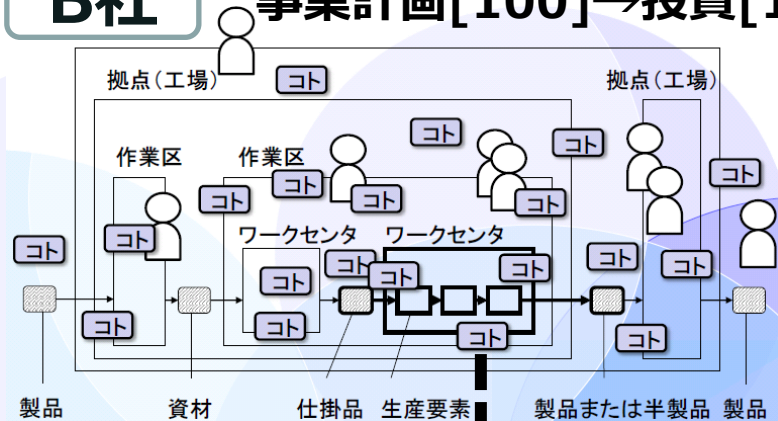 B社
事業計画[100]→投資[1
拠点(工場)
コト
拠点(工場)
コト
コト
作業区
作業区
コト
コト
コト
コト
コト
コト
ワークセンタ
ワークセンタ
コト
コト
コト
コト
コト
コト
コト
コト
コト
コト
コト
コト
製品
資材
仕掛品
生産要素
製品または半製品
製品